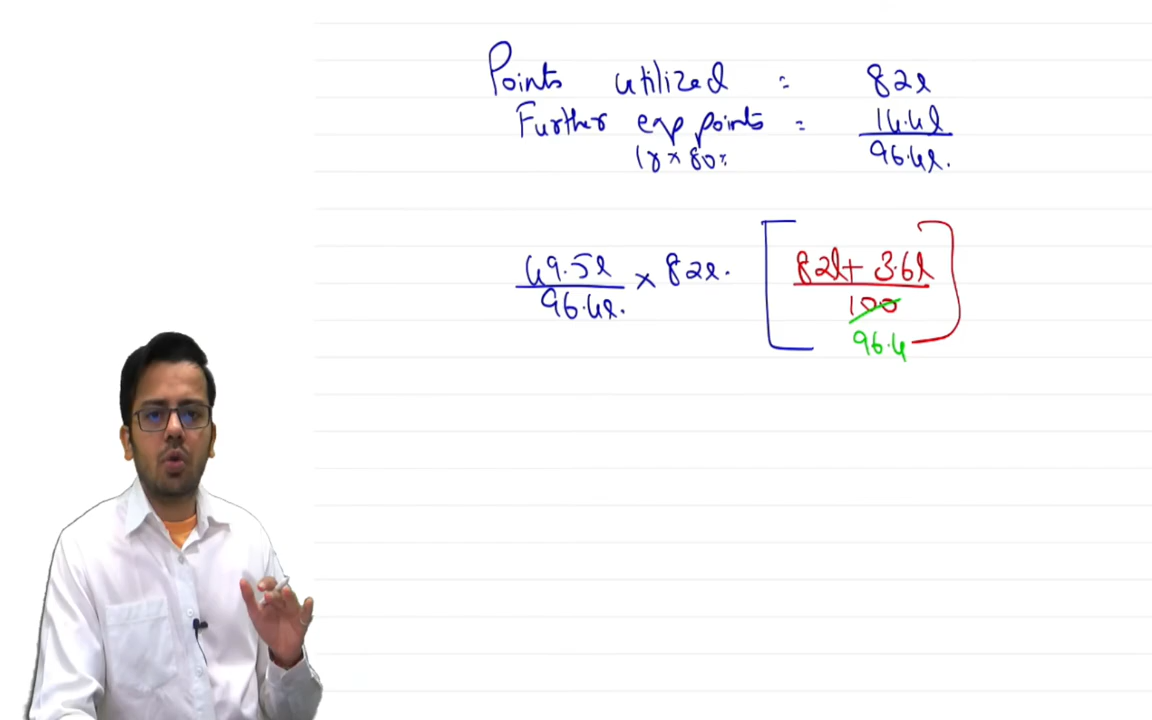 Points utilized = 82l
Further exp points = 14.4l
18 × 80%
96.4l.
49.5l / 96.4l. × 82l. [82l + 3.6l / 100 96.4]